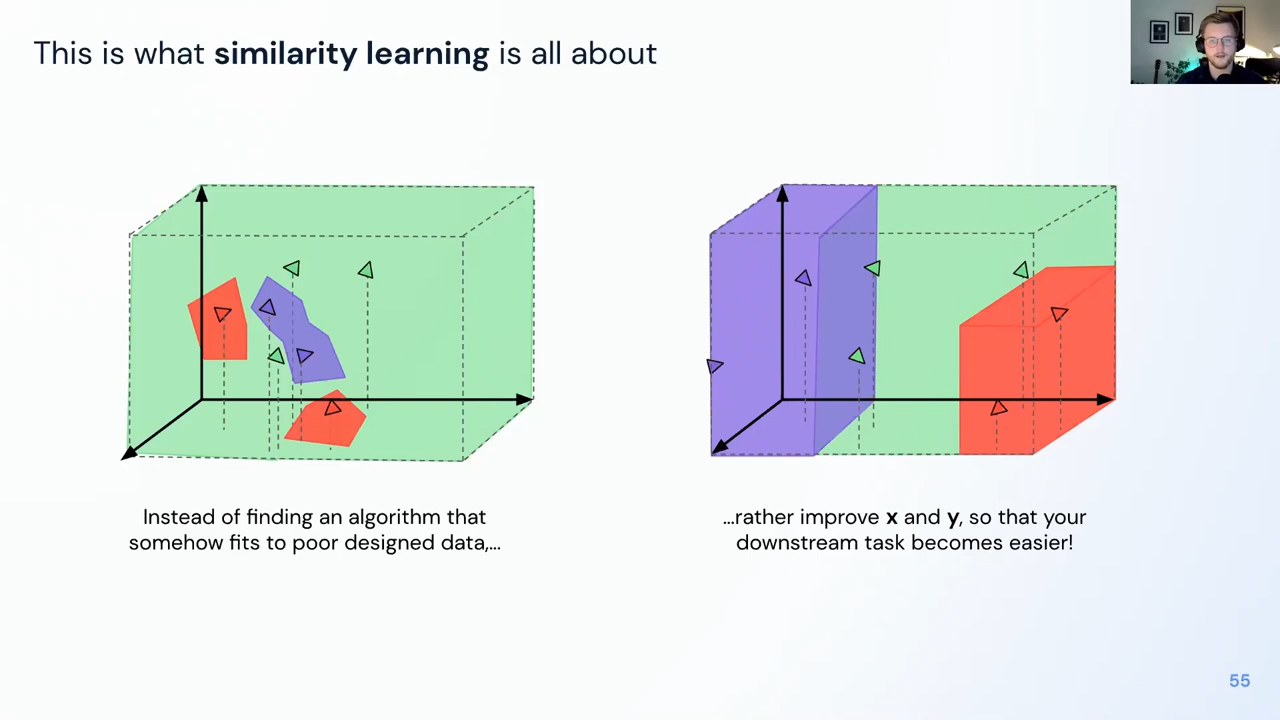 This is what similarity learning is all about
Instead of finding an algorithm that
somehow fits to poor designed data,...
...rather improve x and y, so that your
downstream task becomes easier!
55